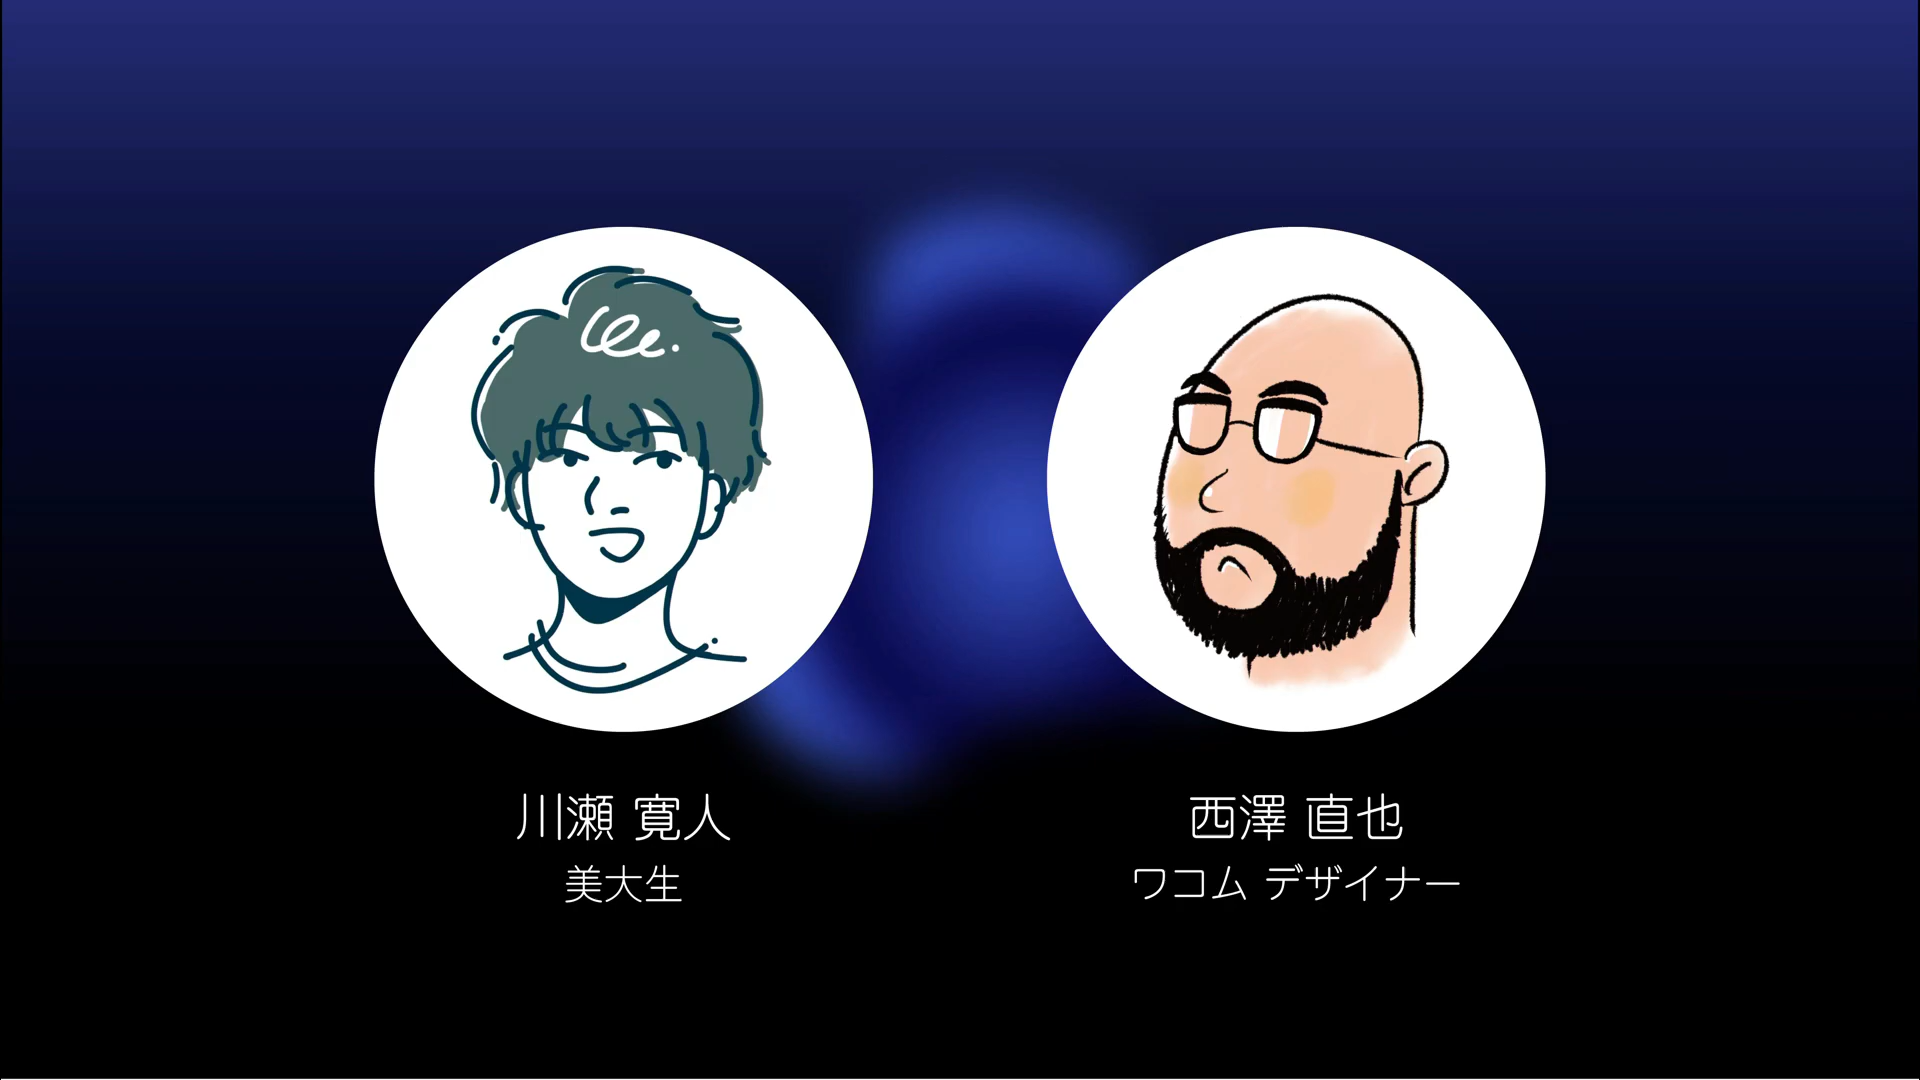 川瀬 寛人
美大生
西澤 直也
ワコム デザイナー